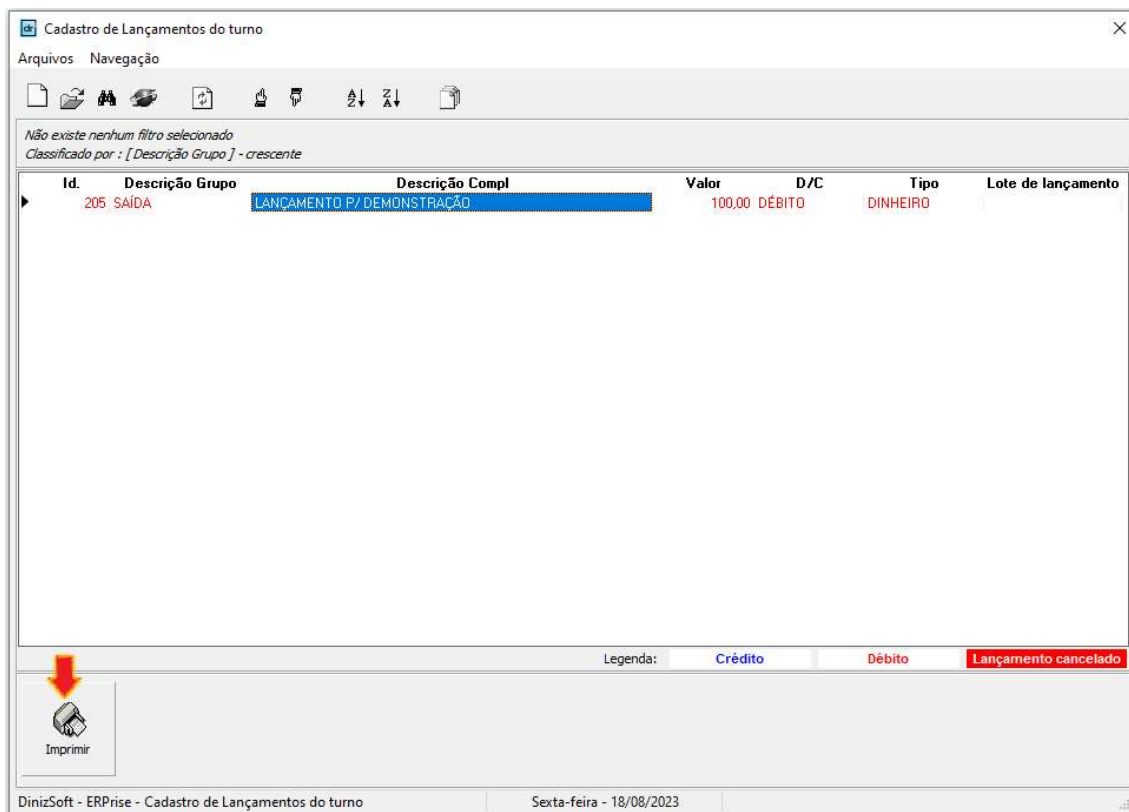 dr Cadastro de Lançamentos do turno
Arquivos Navegação
Não existe nenhum filtro selecionado
Classificado por : [ Descrição Grupo ] - crescente
Id. Descrição Grupo Descrição Compl Valor D/C Tipo Lote de lançamento
205 SAÍDA LANÇAMENTO P/ DEMONSTRAÇÃO 100,00 DÉBITO DINHEIRO
Legenda: Crédito Débito Lançamento cancelado
Imprimir
DinizSoft - ERPrise - Cadastro de Lançamentos do turno Sexta-feira - 18/08/2023